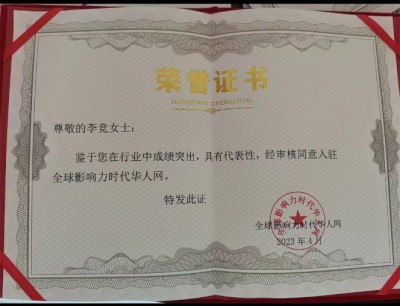 荣誉证书
尊敬的李竞女士：
鉴于您在行业中成绩突出，具有代表性，经审核同意入驻
全球影响力时代华人网。
特发此证
全球影响力时代华人网
2023年4月